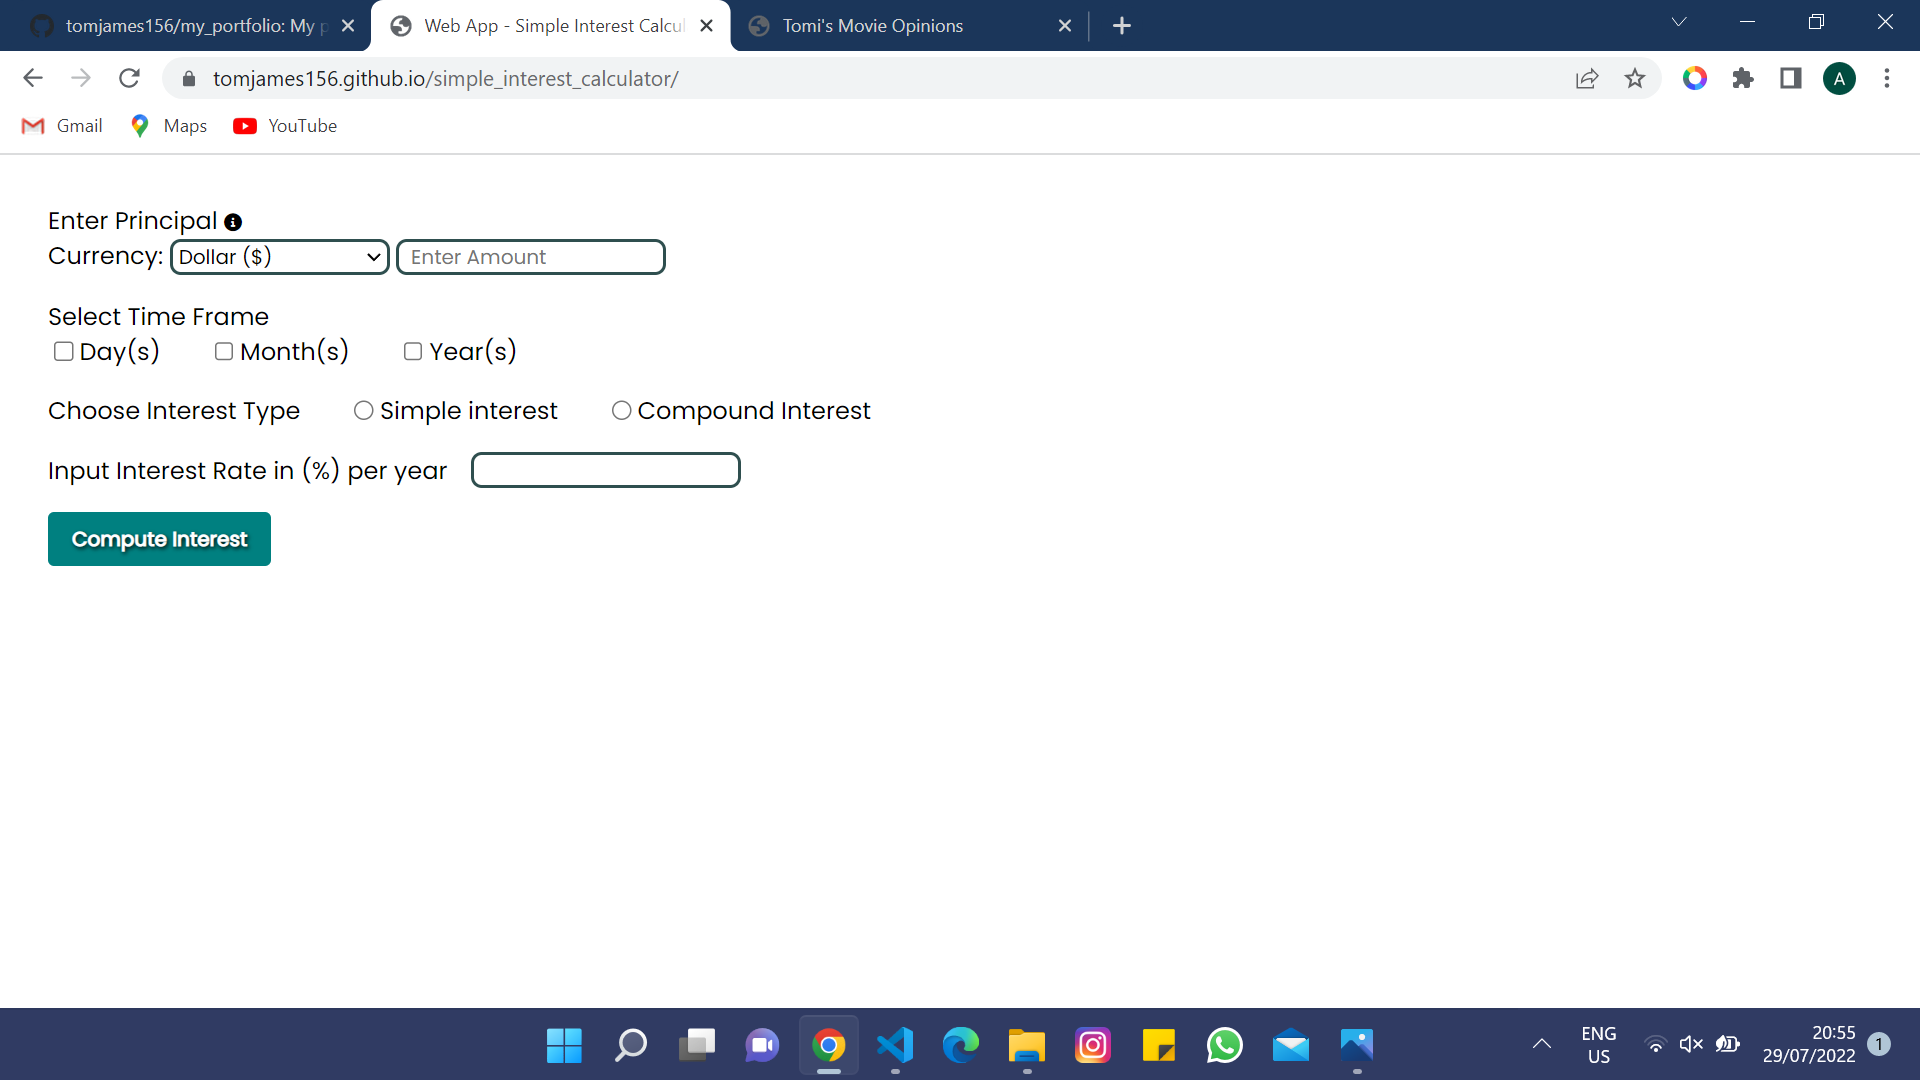 tomjames156/my_portfolio: My p
Web App - Simple Interest Calcul
Tomi's Movie Opinions
tomjames156.github.io/simple_interest_calculator/
A
Gmail
Maps
YouTube
Enter Principal
Currency: Dollar ($) Enter Amount
Select Time Frame
Day(s) Month(s) Year(s)
Choose Interest Type Simple interest Compound Interest
Input Interest Rate in (%) per year
Compute Interest
ENG
US
20:55
29/07/2022
1